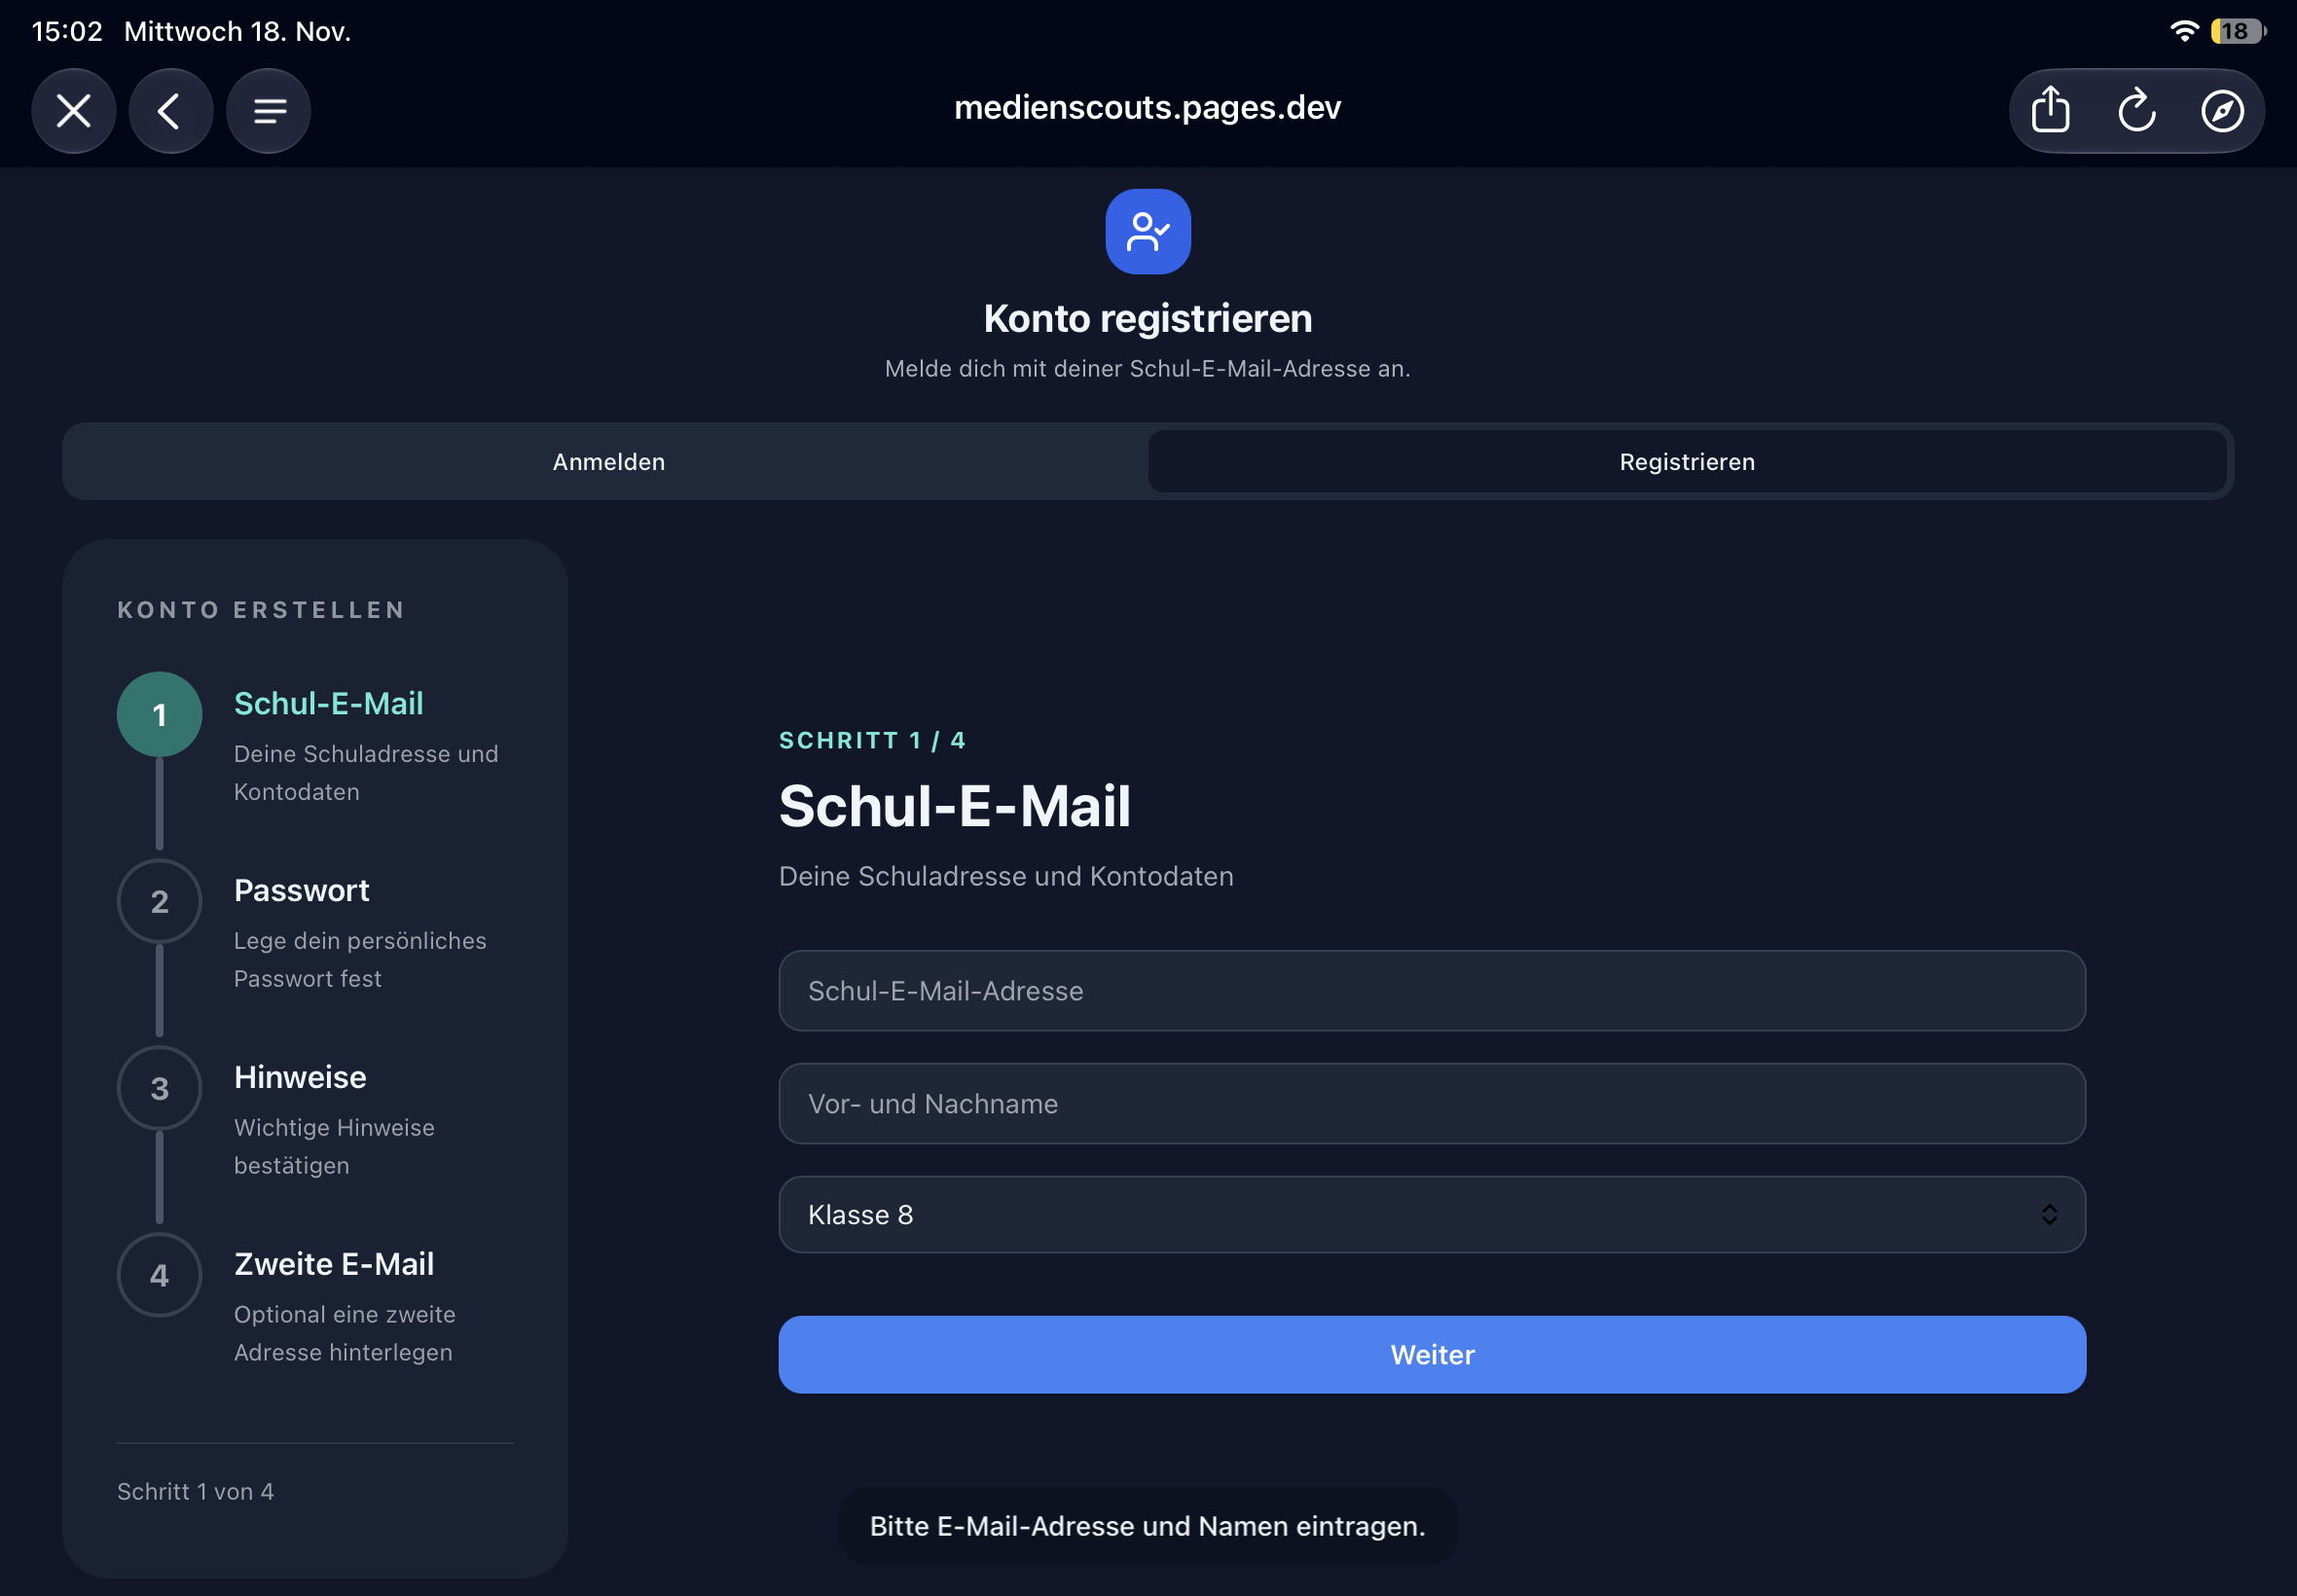 15:02 Mittwoch 18. Nov.
18
medienscouts.pages.dev
Konto registrieren
Melde dich mit deiner Schul-E-Mail-Adresse an.
Anmelden
Registrieren
KONTO ERSTELLEN
1
Schul-E-Mail
Deine Schuladresse und
Kontodaten
2
Passwort
Lege dein persönliches
Passwort fest
3
Hinweise
Wichtige Hinweise
bestätigen
4
Zweite E-Mail
Optional eine zweite
Adresse hinterlegen
Schritt 1 von 4
SCHRITT 1 / 4
Schul-E-Mail
Deine Schuladresse und Kontodaten
Schul-E-Mail-Adresse
Vor- und Nachname
Klasse 8
Weiter
Bitte E-Mail-Adresse und Namen eintragen.